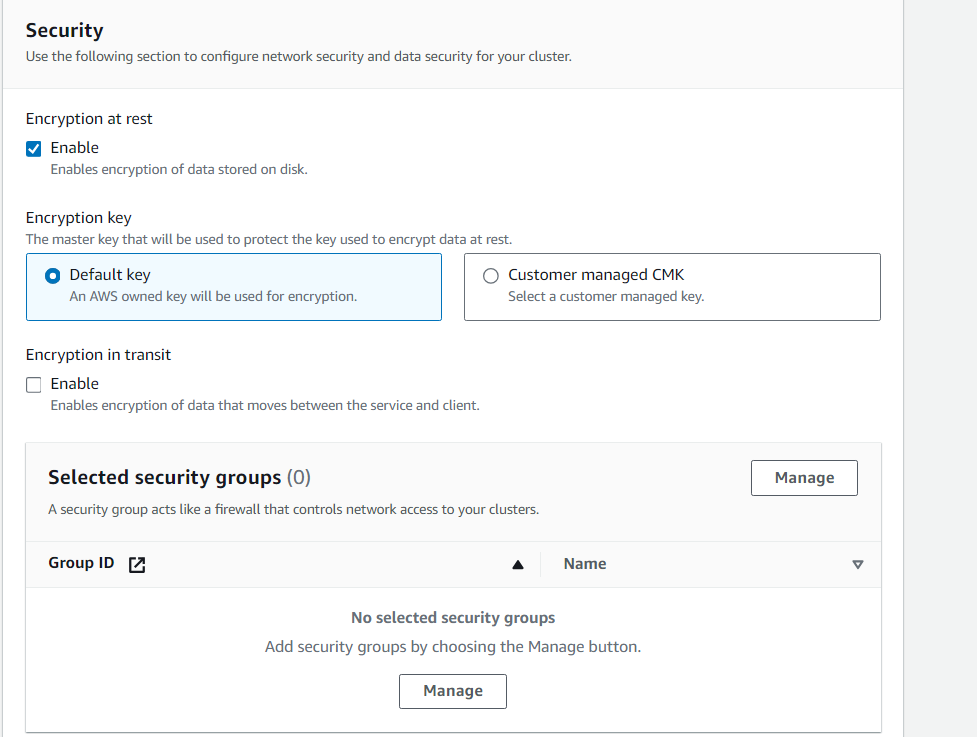 Security
Use the following section to configure network security and data security for your cluster.
Encryption at rest
Enable
Enables encryption of data stored on disk.
Encryption key
The master key that will be used to protect the key used to encrypt data at rest.
Default key
An AWS owned key will be used for encryption.
Customer managed CMK
Select a customer managed key.
Encryption in transit
Enable
Enables encryption of data that moves between the service and client.
Selected security groups (0)
Manage
A security group acts like a firewall that controls network access to your clusters.
Group ID
Name
No selected security groups
Add security groups by choosing the Manage button.
Manage